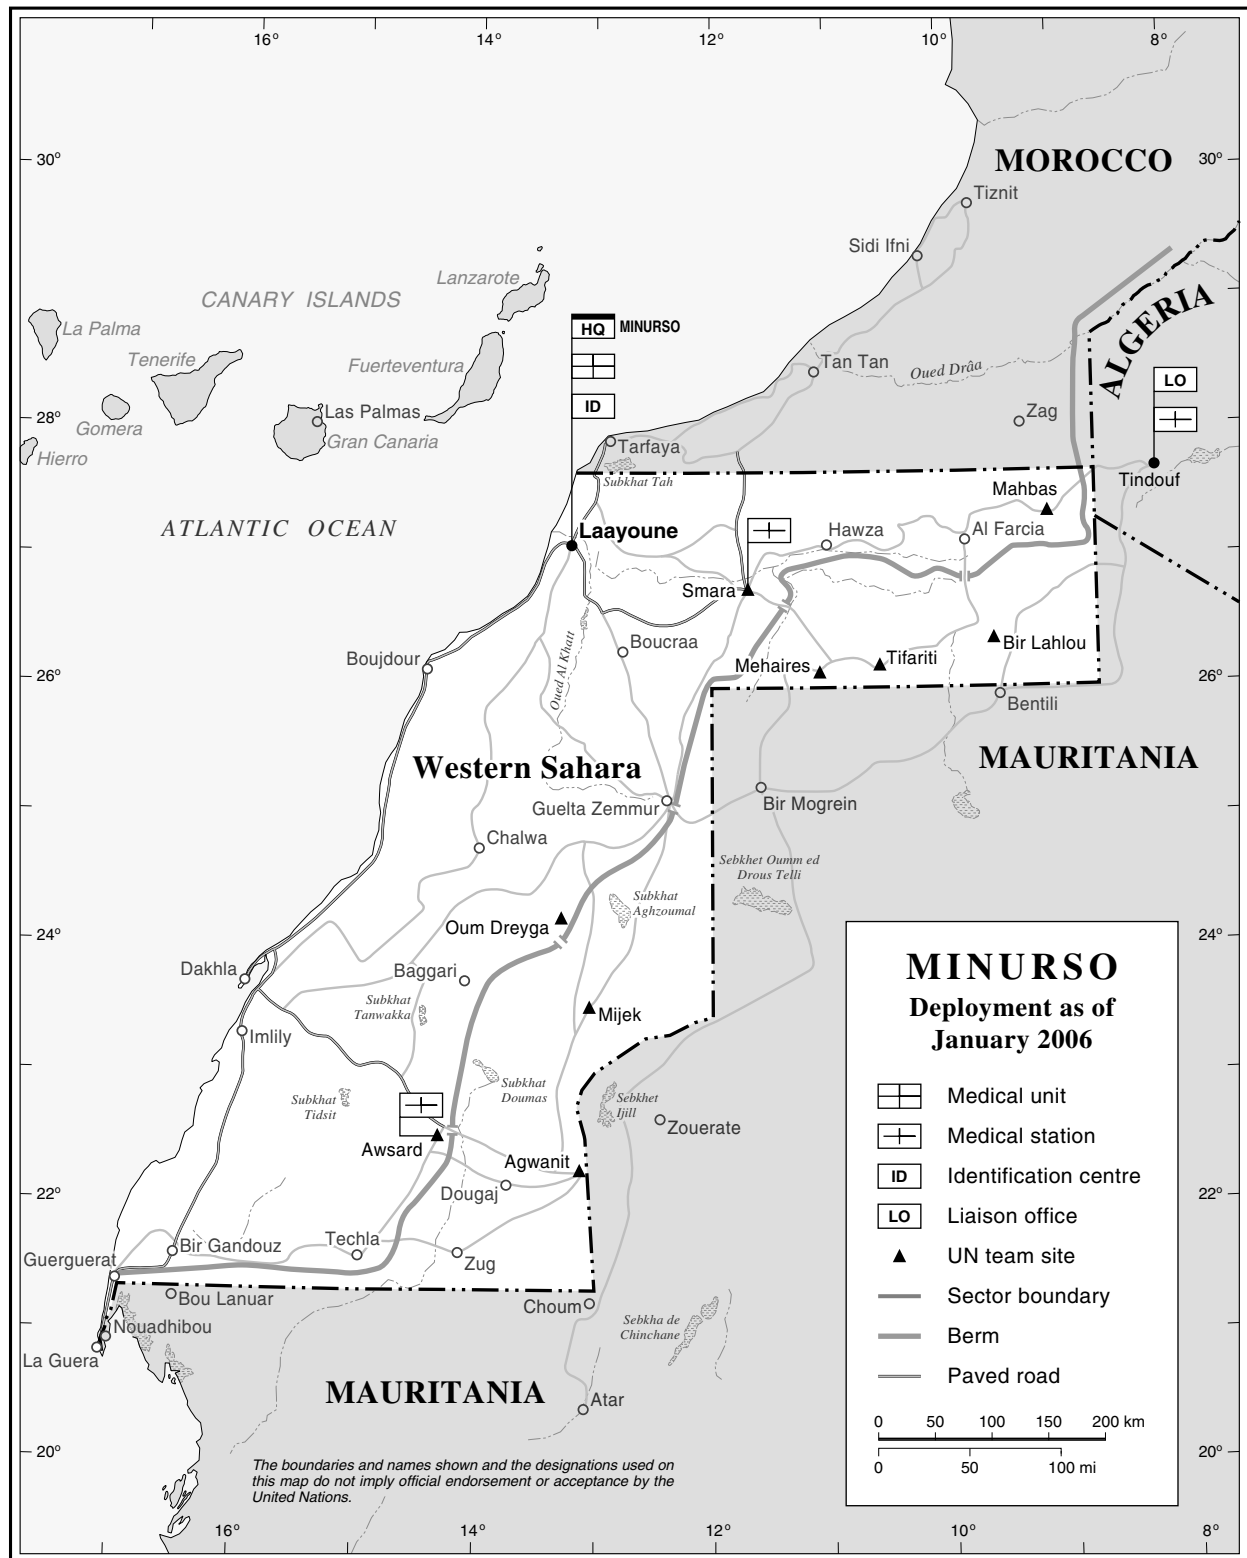 16° 14° 12° 10° 8°
30° 30°
MOROCCO
Tiznit
Sidi Ifni
Lanzarote
CANARY ISLANDS
ALGERIA
La Palma
HQ MINURSO
Tenerife
Fuerteventura
Tan Tan
Oued Drâa
LO
ID
Zag
Las Palmas
28° 28°
Gomera
Gran Canaria
Tarfaya
Hierro
Subkhat Tah
Tindouf
Mahbas
ATLANTIC OCEAN
Laayoune
Hawza
Al Farcia
Smara
Boucraa
Bir Lahlou
Oued Al Khatt
Boujdour
Mehaires
Tifariti
26° 26°
Bentili
Western Sahara
MAURITANIA
Guelta Zemmur
Bir Mogrein
Chalwa
Sebkhet Oumm ed
Drous Telli
Subkhat
Aghzoumal
Oum Dreyga
24° 24°
Dakhla
Baggari
Subkhat
Tanwakka
Mijek
Imlily
Subkhat
Doumas
Subkhat
Tidsit
Sebkhet
Ijill
Zouerate
Awsard
Agwanit
Dougaj
22° 22°
Techla
Bir Gandouz
Zug
Guerguerat
Bou Lanuar
Choum
Nouadhibou
Sebkha de
Chinchane
La Guera
MAURITANIA
Atar
20° 20°
MINURSO
Deployment as of
January 2006
Medical unit
Medical station
ID Identification centre
LO Liaison office
UN team site
Sector boundary
Berm
Paved road
0 50 100 150 200 km
0 50 100 mi
The boundaries and names shown and the designations used on
this map do not imply official endorsement or acceptance by the
United Nations.
16° 14° 12° 10° 8°